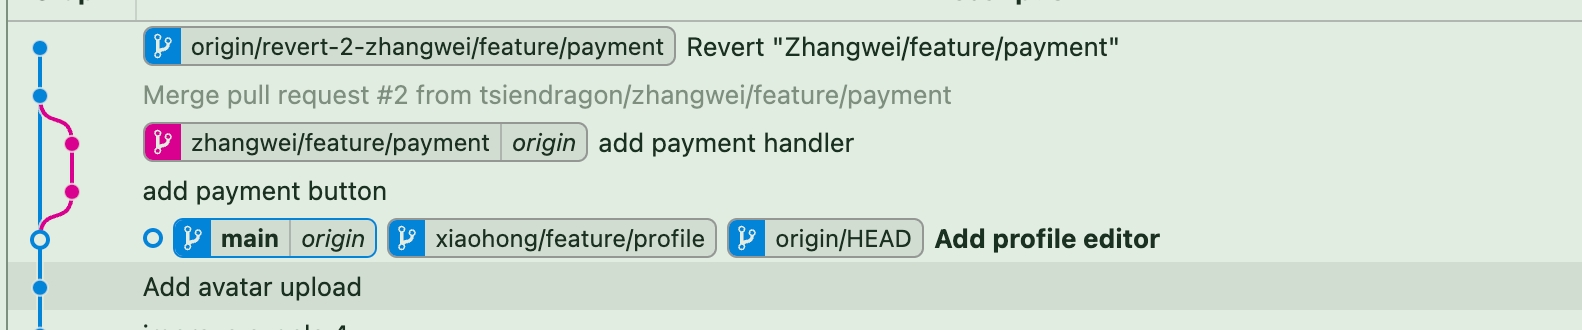 origin/revert-2-zhangwei/feature/payment Revert "Zhangwei/feature/payment"
Merge pull request #2 from tsiendragon/zhangwei/feature/payment
zhangwei/feature/payment origin add payment handler
add payment button
main origin xiaohong/feature/profile origin/HEAD Add profile editor
Add avatar upload